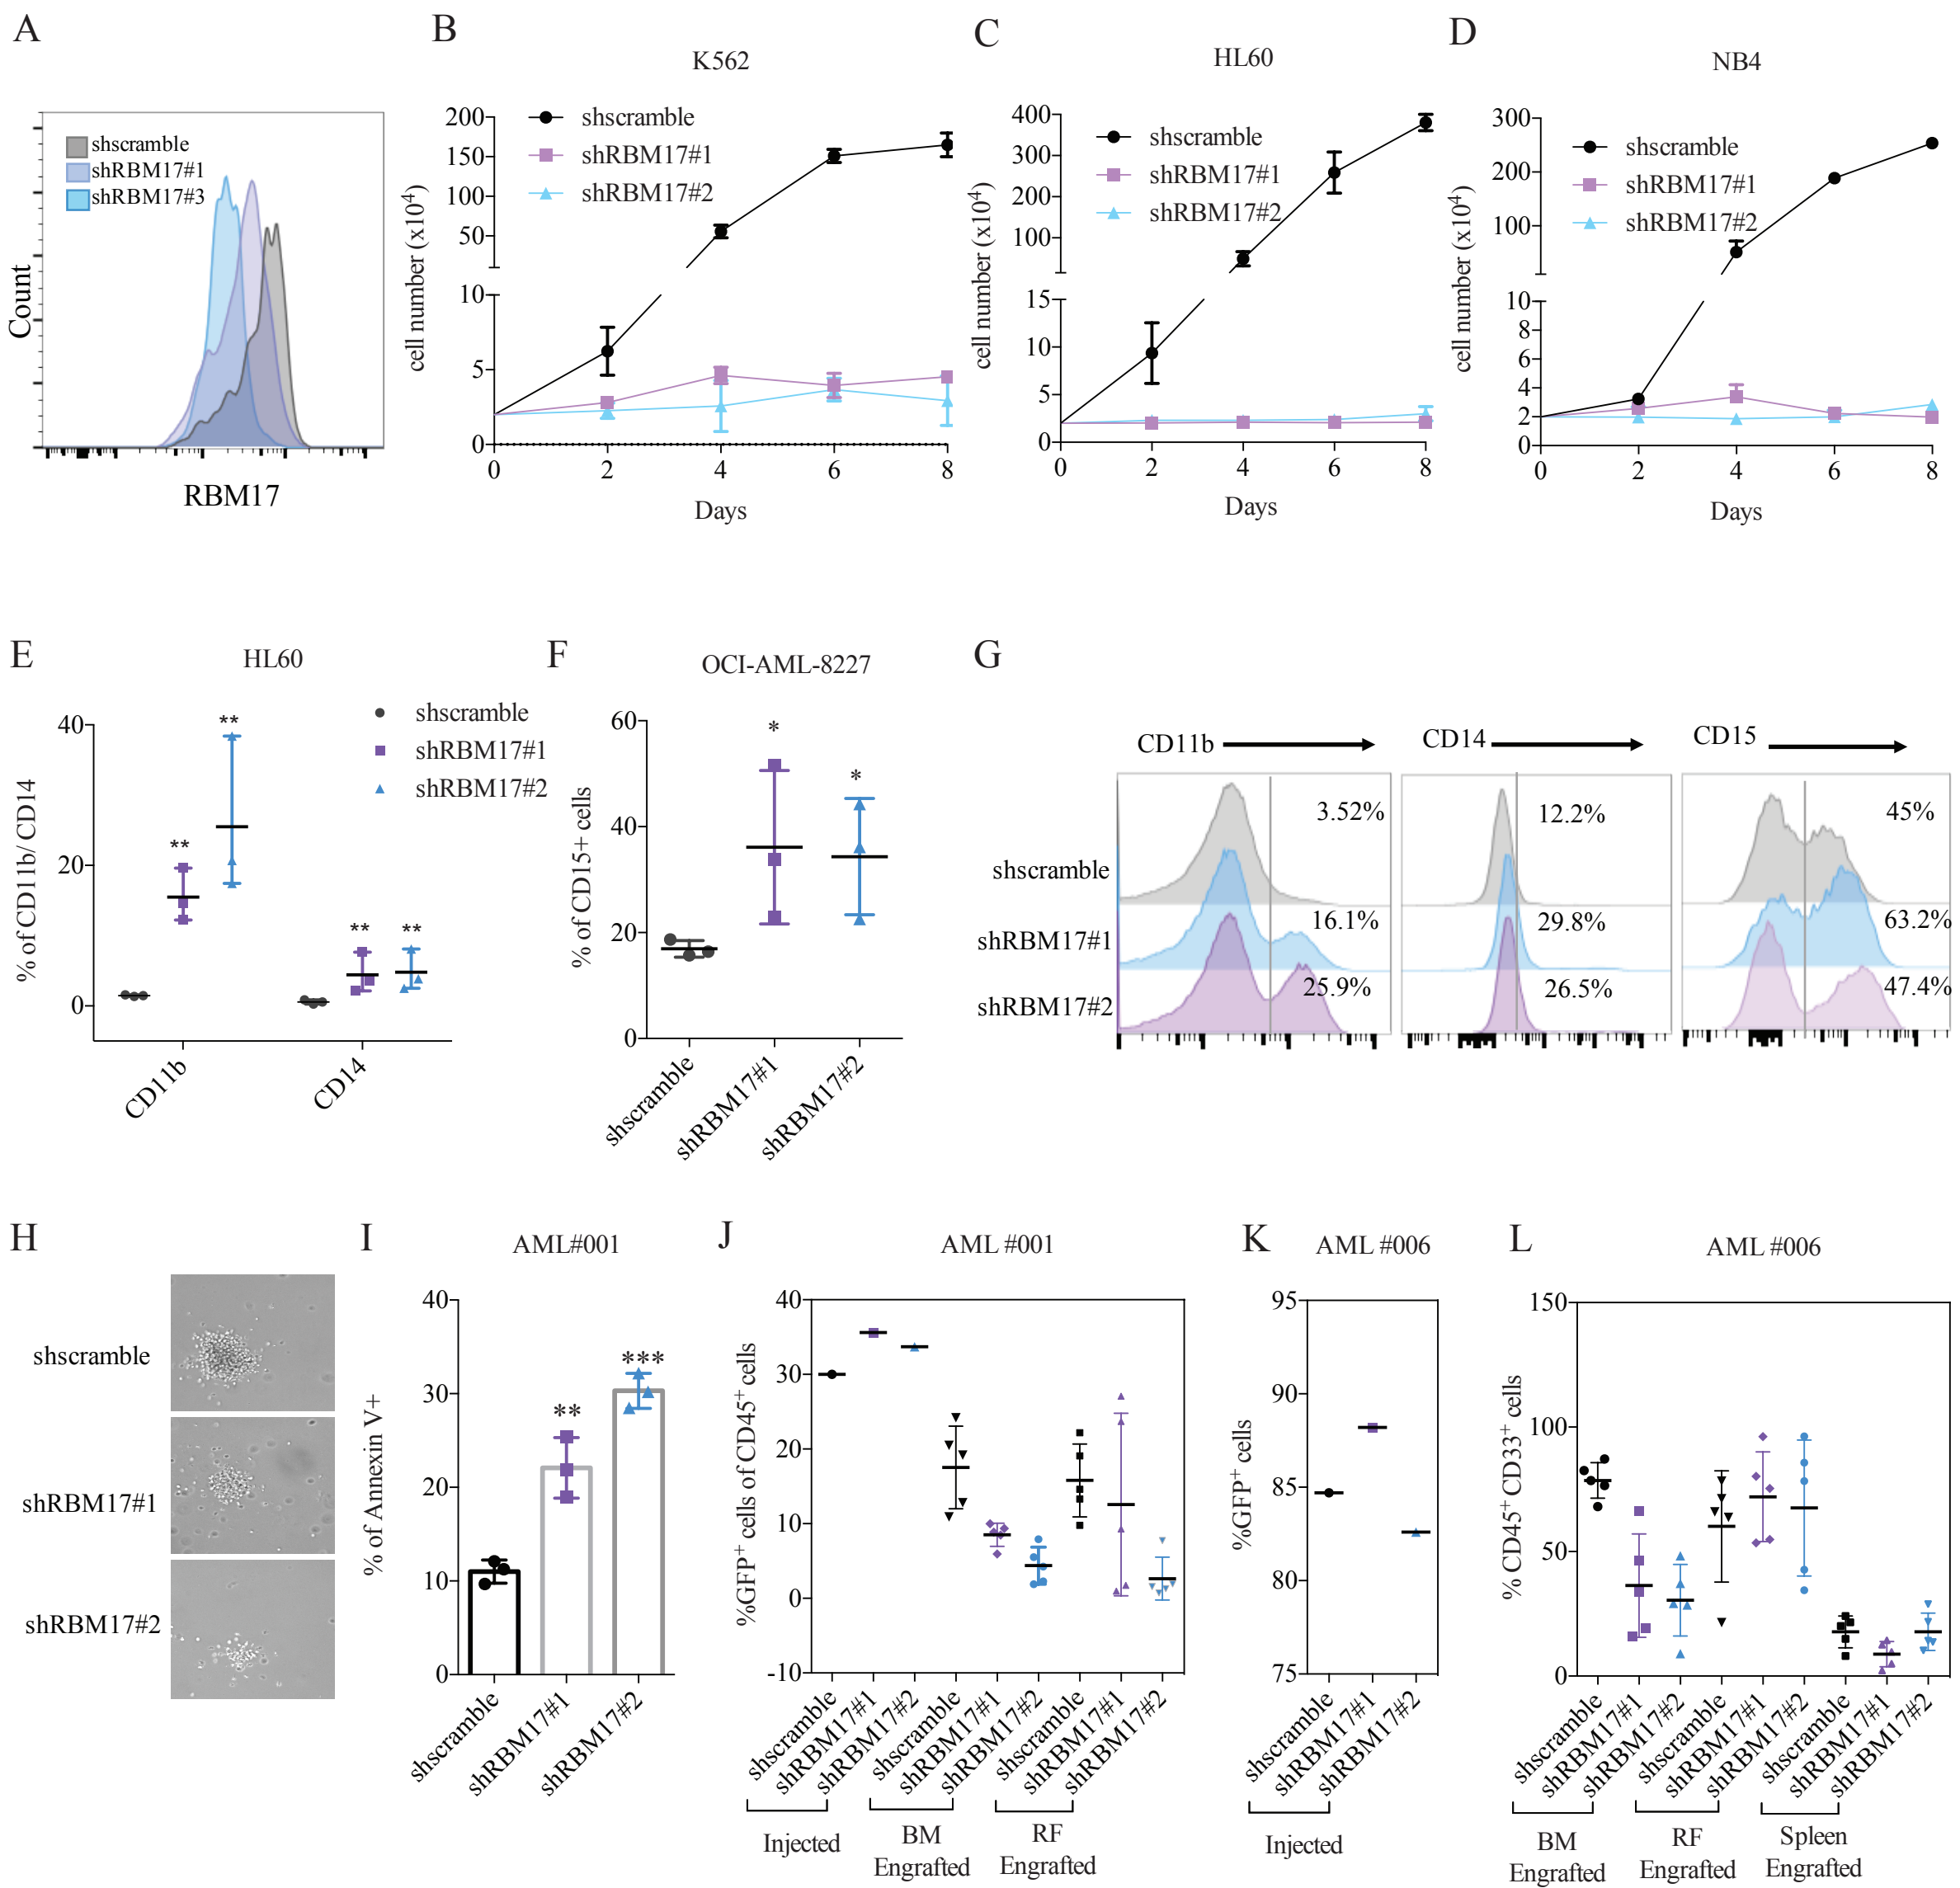 A
shscramble
shRBM17#1
shRBM17#3
Count
RBM17
B
K562
200
150
100
50
10
5
0
cell number (x10⁴)
shscramble
shRBM17#1
shRBM17#2
0 2 4 6 8
Days
C
HL60
400
300
200
100
15
10
5
0
cell number (x10⁴)
shscramble
shRBM17#1
shRBM17#2
0 2 4 6 8
Days
D
NB4
300
200
100
10
8
6
4
2
0
cell number (x10⁴)
shscramble
shRBM17#1
shRBM17#2
0 2 4 6 8
Days
E
HL60
40
20
0
% of CD11b/ CD14
** ** ** **
shscramble
shRBM17#1
shRBM17#2
CD11b
CD14
F
OCI-AML-8227
60
40
20
0
% of CD15+ cells
* *
shscramble
shRBM17#1
shRBM17#2
G
CD11b CD14 CD15
shscramble 3.52% 12.2% 45%
shRBM17#1 16.1% 29.8% 63.2%
shRBM17#2 25.9% 26.5% 47.4%
H
shscramble
shRBM17#1
shRBM17#2
I
AML#001
40
30
20
10
0
% of Annexin V+
** ***
shscramble
shRBM17#1
shRBM17#2
J
AML #001
40
30
20
10
0
-10
%GFP⁺ cells of CD45⁺ cells
shscramble
shRBM17#1
shRBM17#2
shscramble
shRBM17#1
shRBM17#2
shscramble
shRBM17#1
shRBM17#2
Injected
BM
Engrafted
RF
Engrafted
K
AML #006
95
90
85
80
75
%GFP⁺ cells
shscramble
shRBM17#1
shRBM17#2
Injected
L
AML #006
150
100
50
0
% CD45⁺ CD33⁺ cells
shscramble
shRBM17#1
shRBM17#2
shscramble
shRBM17#1
shRBM17#2
shscramble
shRBM17#1
shRBM17#2
BM
Engrafted
RF
Engrafted
Spleen
Engrafted